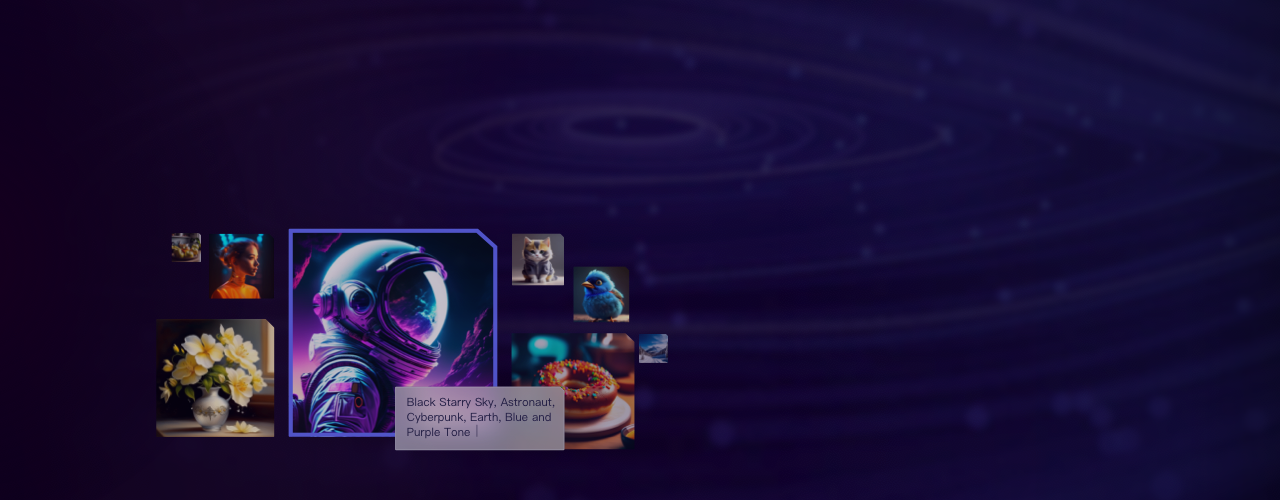 Black Starry Sky, Astronaut,
Cyberpunk, Earth, Blue and
Purple Tone